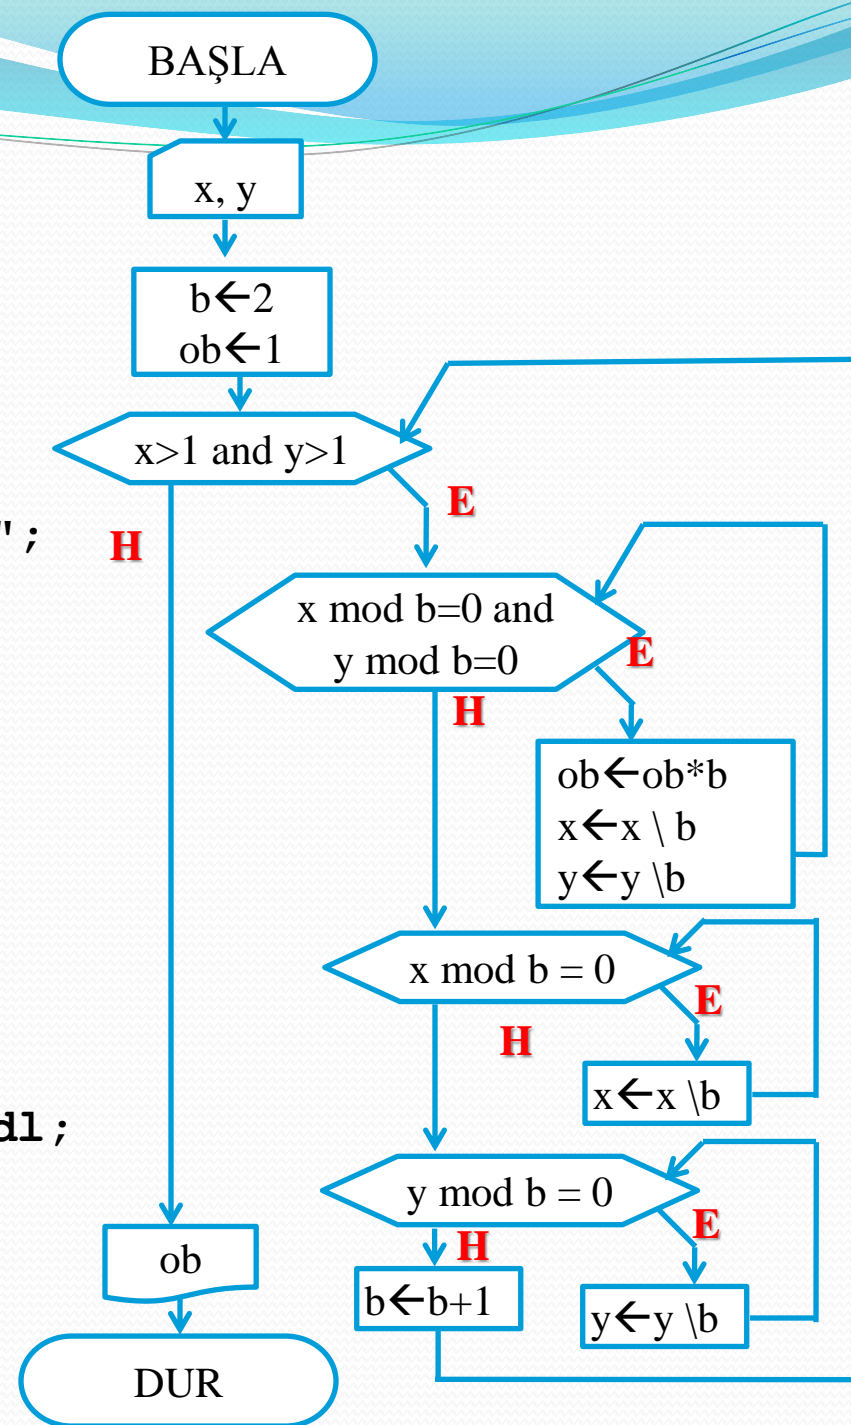 BAŞLA
x, y
b←2
ob←1
x>1 and y>1
E
H
";
x mod b=0 and
y mod b=0
E
H
ob←ob*b
x←x \ b
y←y \b
x mod b = 0
E
H
x←x \b
dl;
y mod b = 0
E
H
ob
b←b+1
y←y \b
DUR